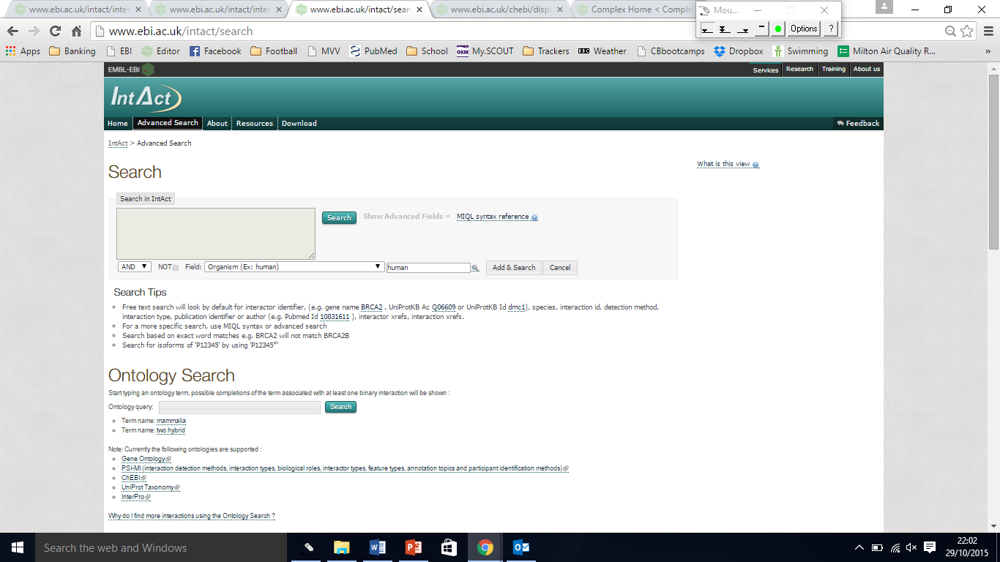 www.ebi.ac.uk/intact/inter
www.ebi.ac.uk/intact/inter
www.ebi.ac.uk/intact/sear
www.ebi.ac.uk/chebi/displ
Complex Home < Comple
Mou...
Options
?
www.ebi.ac.uk/intact/search
Apps Banking EBI Editor Facebook Football MVV PubMed School OSM My.SCOUT Trackers BBC Weather CBbootcamps Dropbox Swimming Milton Air Quality R... »
EMBL-EBI
Services Research Training About us
IntAct
Home Advanced Search About Resources Download Feedback
IntAct > Advanced Search
What is this view
Search
Search in IntAct
Search Show Advanced Fields » MIQL syntax reference
AND NOT Field: Organism (Ex: human) human Add & Search Cancel
Search Tips
Free text search will look by default for interactor identifier, (e.g. gene name BRCA2 , UniProtKB Ac Q06609 or UniProtKB Id dmc1), species, interaction id, detection method,
interaction type, publication identifier or author (e.g. Pubmed Id 10831611 ), interactor xrefs, interaction xrefs.
For a more specific search, use MIQL syntax or advanced search
Search based on exact word matches e.g. BRCA2 will not match BRCA2B
Search for isoforms of 'P12345' by using 'P12345*'
Ontology Search
Start typing an ontology term, possible completions of the term associated with at least one binary interaction will be shown :
Ontology query: Search
Term name: mammalia
Term name: two hybrid
Note: Currently the following ontologies are supported :
Gene Ontology
PSI-MI (interaction detection methods, interaction types, biological roles, interactor types, feature types, annotation topics and participant identification methods)
ChEBI
UniProt Taxonomy
InterPro
Why do I find more interactions using the Ontology Search ?
Search the web and Windows
22:02
29/10/2015